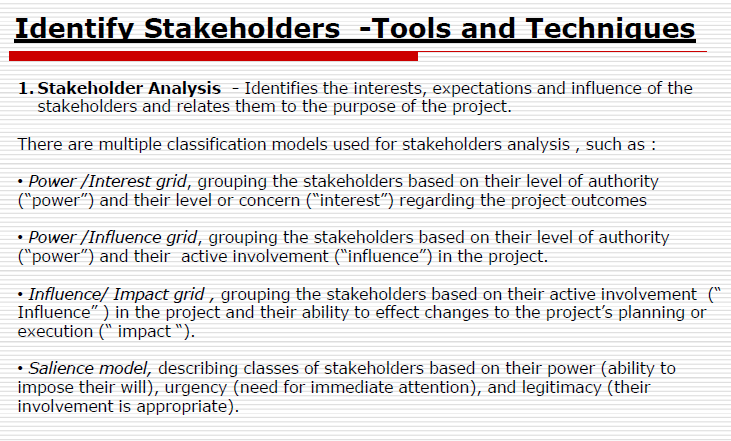 Identify Stakeholders  -Tools and Techniques
1. Stakeholder Analysis  - Identifies the interests, expectations and influence of the
stakeholders and relates them to the purpose of the project.
There are multiple classification models used for stakeholders analysis , such as :
• Power /Interest grid, grouping the stakeholders based on their level of authority
(“power”) and their level or concern (“interest”) regarding the project outcomes
• Power /Influence grid, grouping the stakeholders based on their level of authority
(“power”) and their  active involvement (“influence”) in the project.
• Influence/ Impact grid , grouping the stakeholders based on their active involvement  (“
Influence” ) in the project and their ability to effect changes to the project’s planning or
execution (“ impact “).
• Salience model, describing classes of stakeholders based on their power (ability to
impose their will), urgency (need for immediate attention), and legitimacy (their
involvement is appropriate).